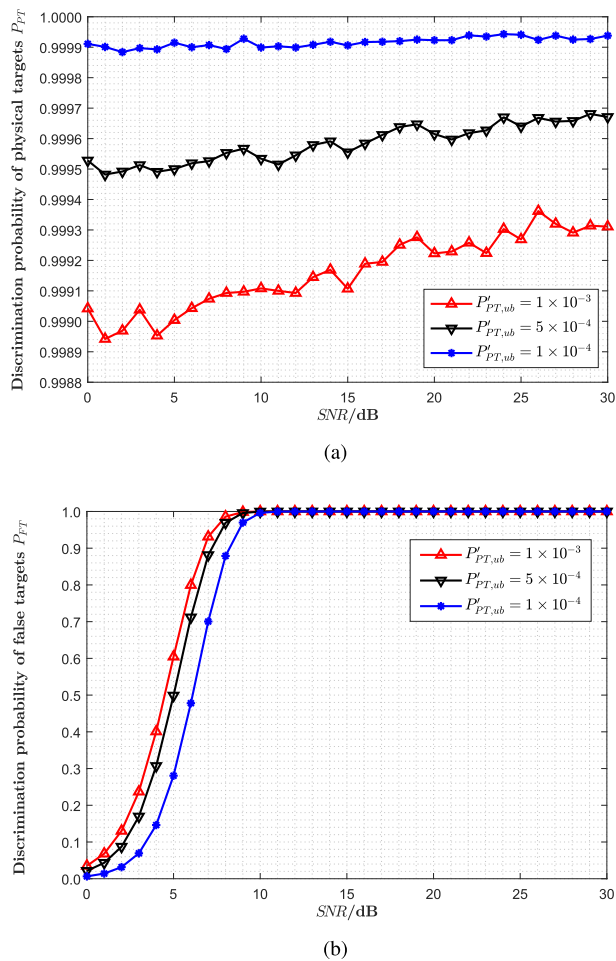 1.0000
0.9999
0.9998
0.9997
0.9996
0.9995
0.9994
0.9993
0.9992
0.9991
0.9990
0.9989
0.9988
Discrimination probability of physical targets P_PT
P′_PT,ub = 1 × 10⁻³
P′_PT,ub = 5 × 10⁻⁴
P′_PT,ub = 1 × 10⁻⁴
0 5 10 15 20 25 30
SNR/dB
(a)
1.0
0.9
0.8
0.7
0.6
0.5
0.4
0.3
0.2
0.1
0.0
Discrimination probability of false targets P_FT
P′_PT,ub = 1 × 10⁻³
P′_PT,ub = 5 × 10⁻⁴
P′_PT,ub = 1 × 10⁻⁴
0 5 10 15 20 25 30
SNR/dB
(b)